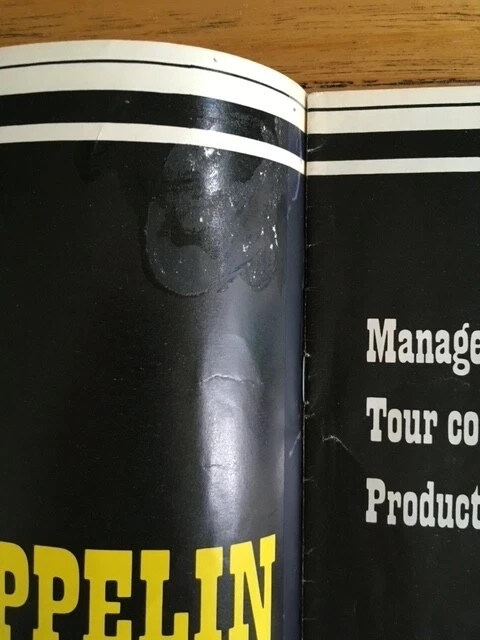 PPELIN
Manage
Tour co
Product